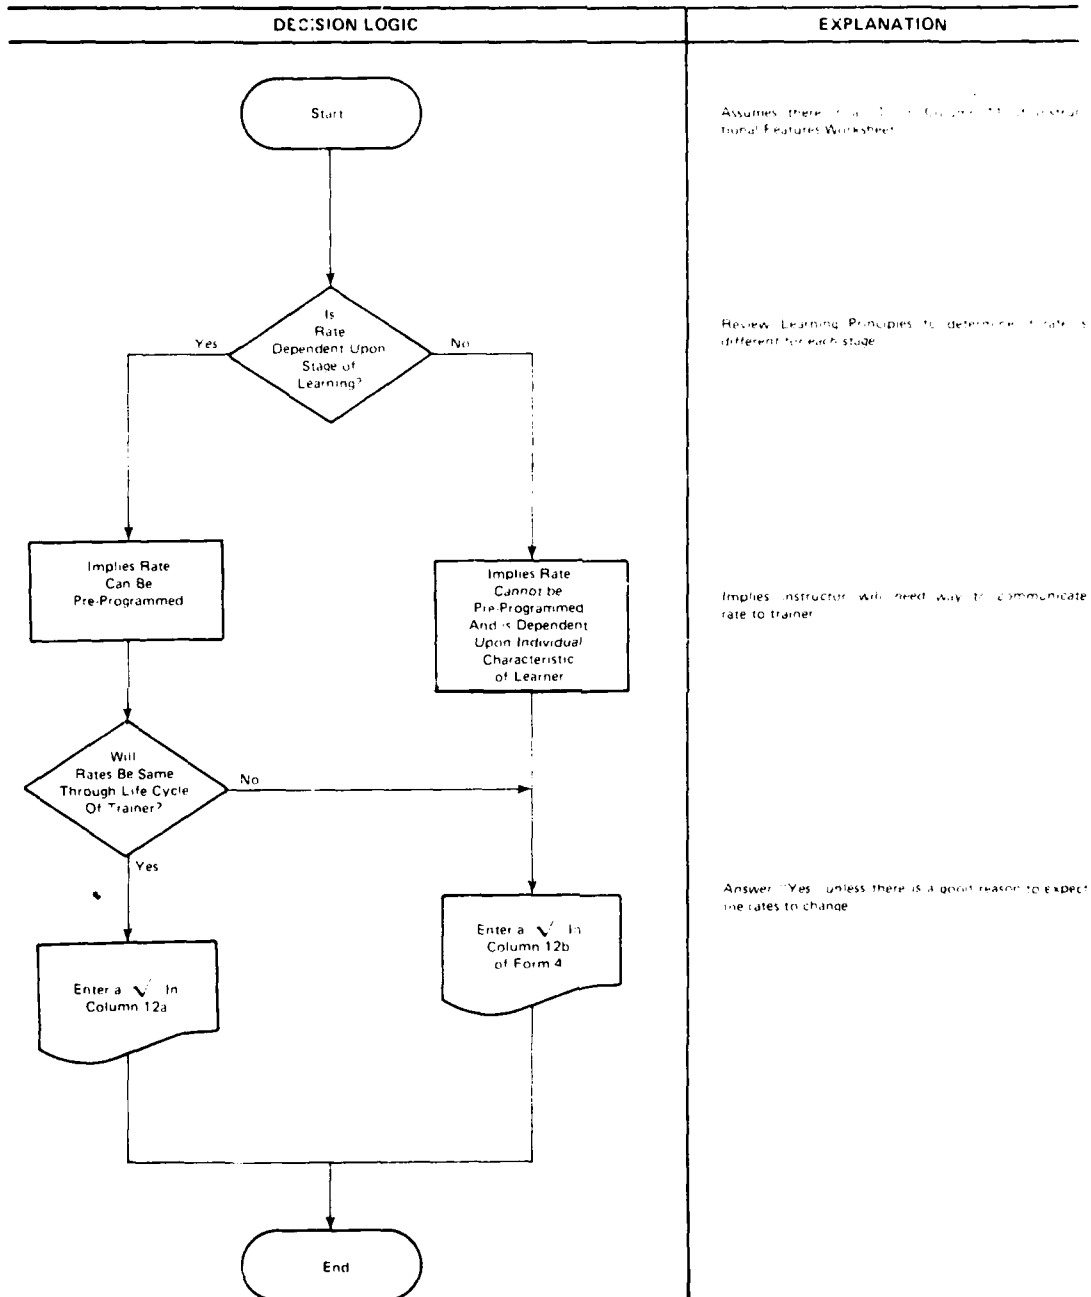 DECISION LOGIC
EXPLANATION
Start
Assumes there
tional Features Worksheet
Is
Rate
Dependent Upon
Stage of
Learning?
Yes
No
Review Learning Principles to determine if rate is
different for each stage
Implies Rate
Can Be
Pre-Programmed
Implies Rate
Cannot be
Pre-Programmed
And is Dependent
Upon Individual
Characteristic
of Learner
Implies instructor will need way to communicate
rate to trainer
Will
Rates Be Same
Through Life Cycle
Of Trainer?
No
Yes
Answer "Yes" unless there is a good reason to expect
the rates to change
Enter a √ In
Column 12b
of Form 4
Enter a √ In
Column 12a
End